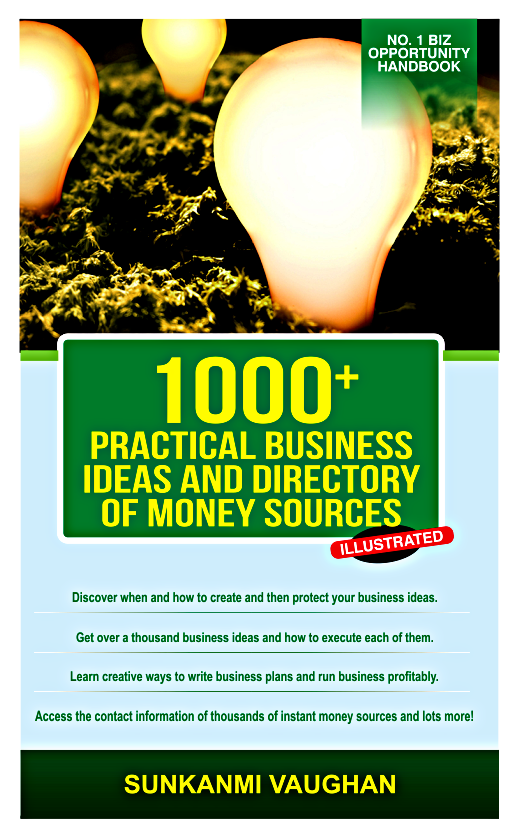 NO. 1 BIZ
OPPORTUNITY
HANDBOOK
1000+
PRACTICAL BUSINESS
IDEAS AND DIRECTORY
OF MONEY SOURCES
ILLUSTRATED
Discover when and how to create and then protect your business ideas.
Get over a thousand business ideas and how to execute each of them.
Learn creative ways to write business plans and run business profitably.
Access the contact information of thousands of instant money sources and lots more!
SUNKANMI VAUGHAN